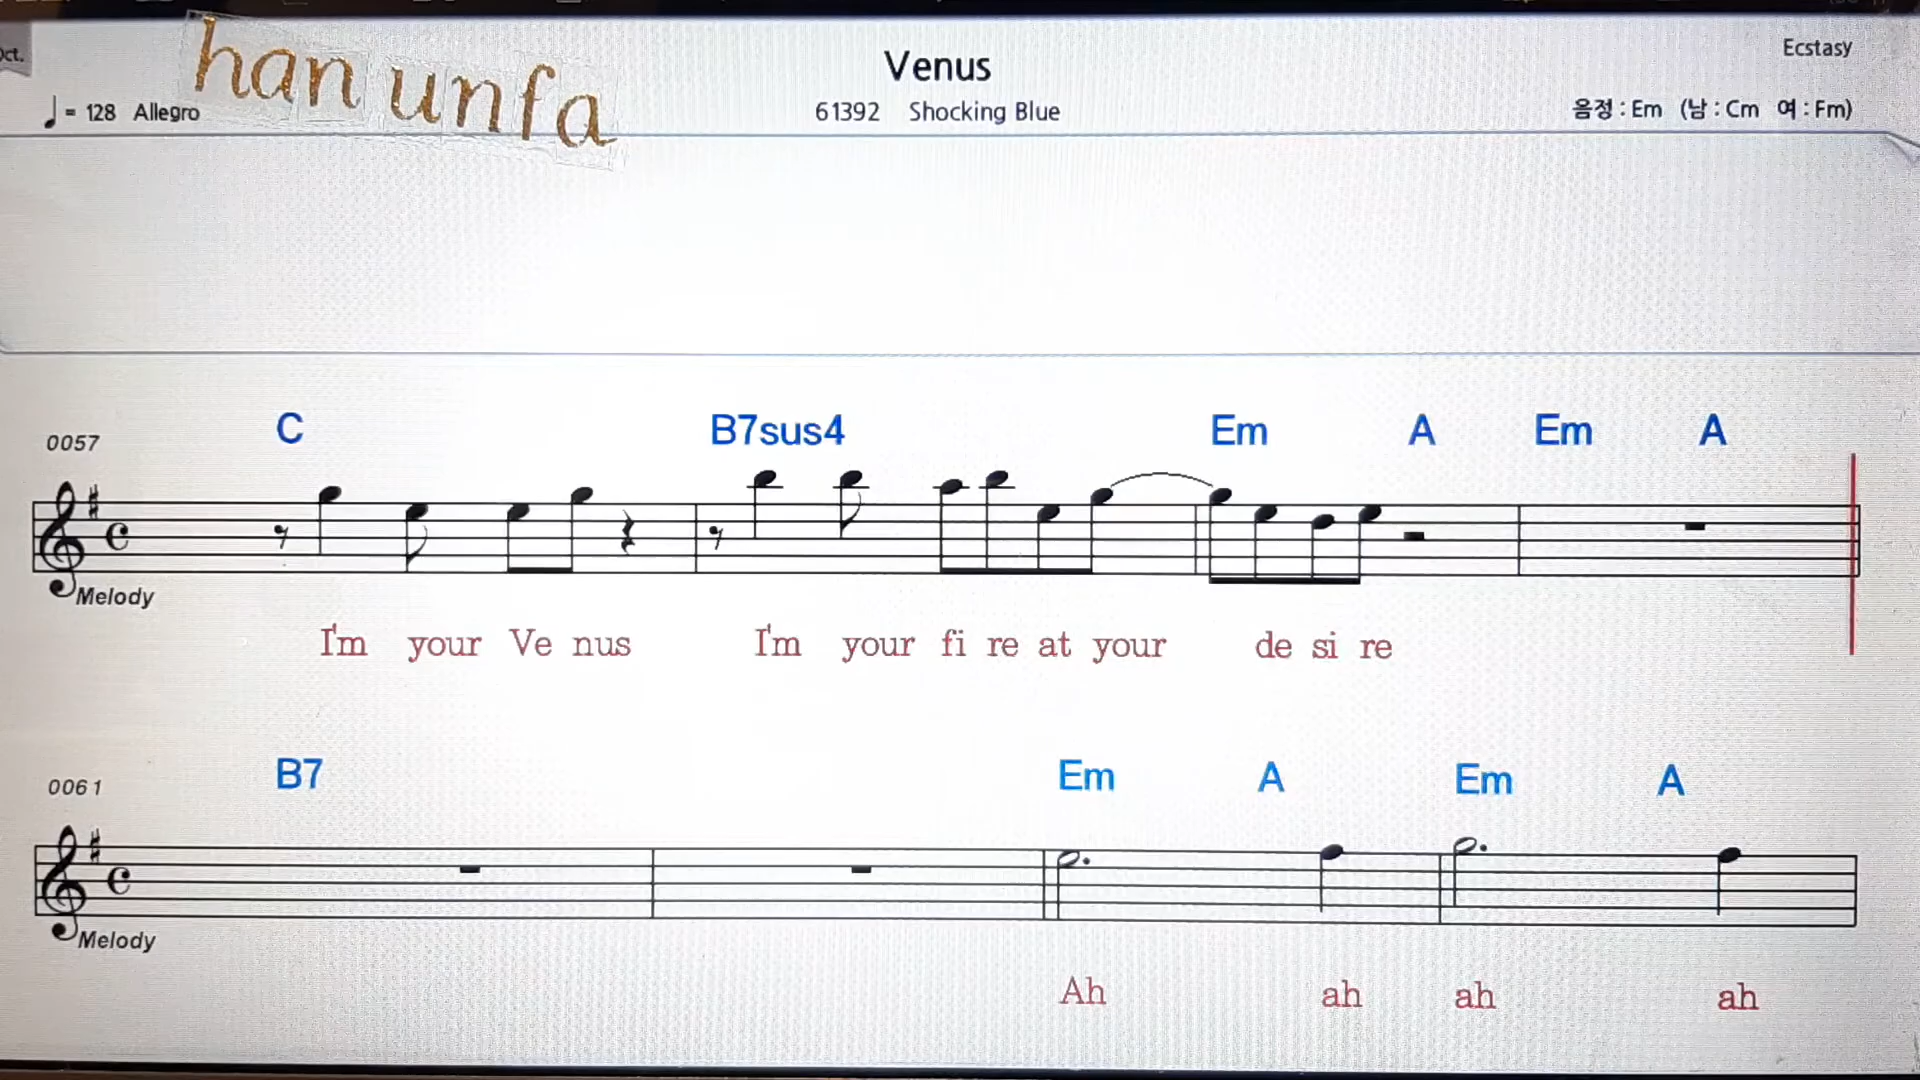 Oct.
han unfa
Venus
Ecstasy
= 128 Allegro
61392 Shocking Blue
음정 : Em (남 : Cm 여 : Fm)
C B7sus4 Em A Em A
0057
Melody
I'm your Ve nus I'm your fi re at your de si re
B7 Em A Em A
0061
Melody
Ah ah ah ah